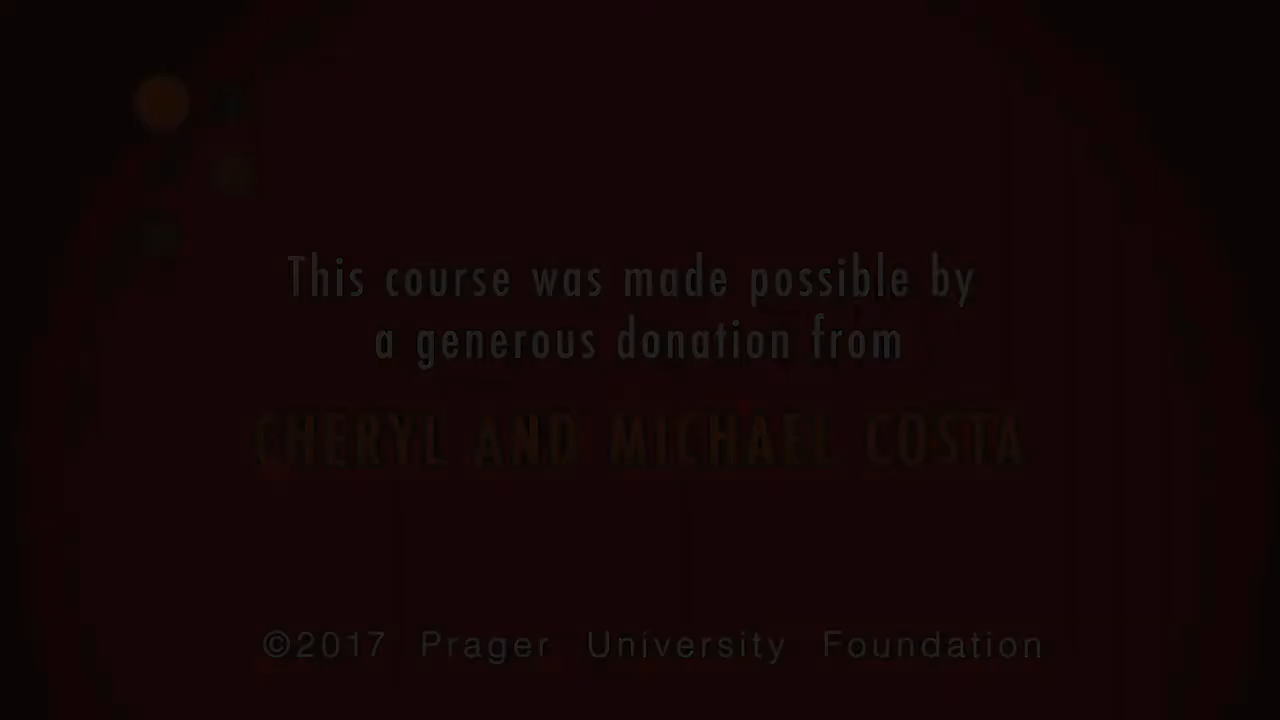 This course was made possible by
a generous donation from
CHERYL AND MICHAEL COSTA
©2017 Prager University Foundation